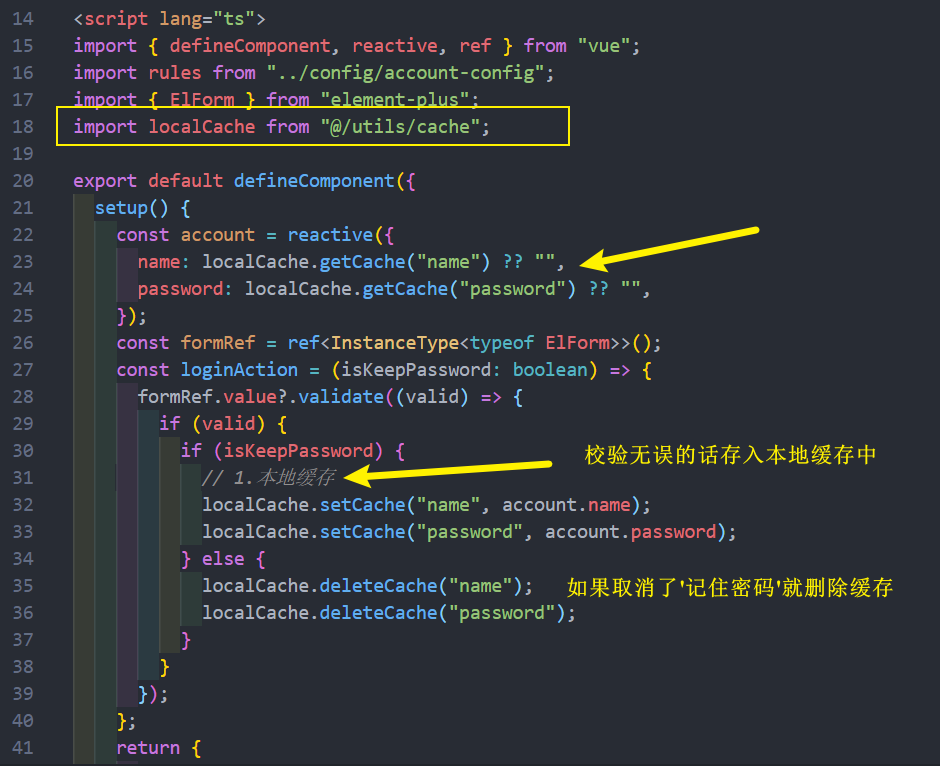 14 <script lang="ts">
15 import { defineComponent, reactive, ref } from "vue";
16 import rules from "../config/account-config";
17 import { ElForm } from "element-plus";
18 import localCache from "@/utils/cache";
19
20 export default defineComponent({
21   setup() {
22     const account = reactive({
23       name: localCache.getCache("name") ?? "",
24       password: localCache.getCache("password") ?? "",
25     });
26     const formRef = ref<InstanceType<typeof ElForm>>();
27     const loginAction = (isKeepPassword: boolean) => {
28       formRef.value?.validate((valid) => {
29         if (valid) {
30           if (isKeepPassword) {
校验无误的话存入本地缓存中
31             // 1.本地缓存
32             localCache.setCache("name", account.name);
33             localCache.setCache("password", account.password);
34           } else {
35             localCache.deleteCache("name"); 如果取消了'记住密码'就删除缓存
36             localCache.deleteCache("password");
37           }
38         }
39       });
40     };
41     return {